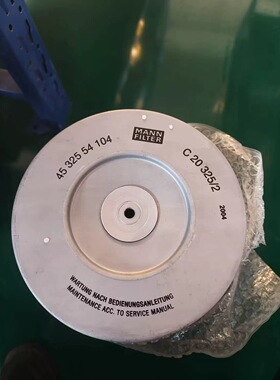 MANN
FILTER
45 325 54 104
C 20 325/2
2004
WARTUNG NACH BEDIENUNGSANLEITUNG
MAINTENANCE ACC. TO SERVICE MANUAL